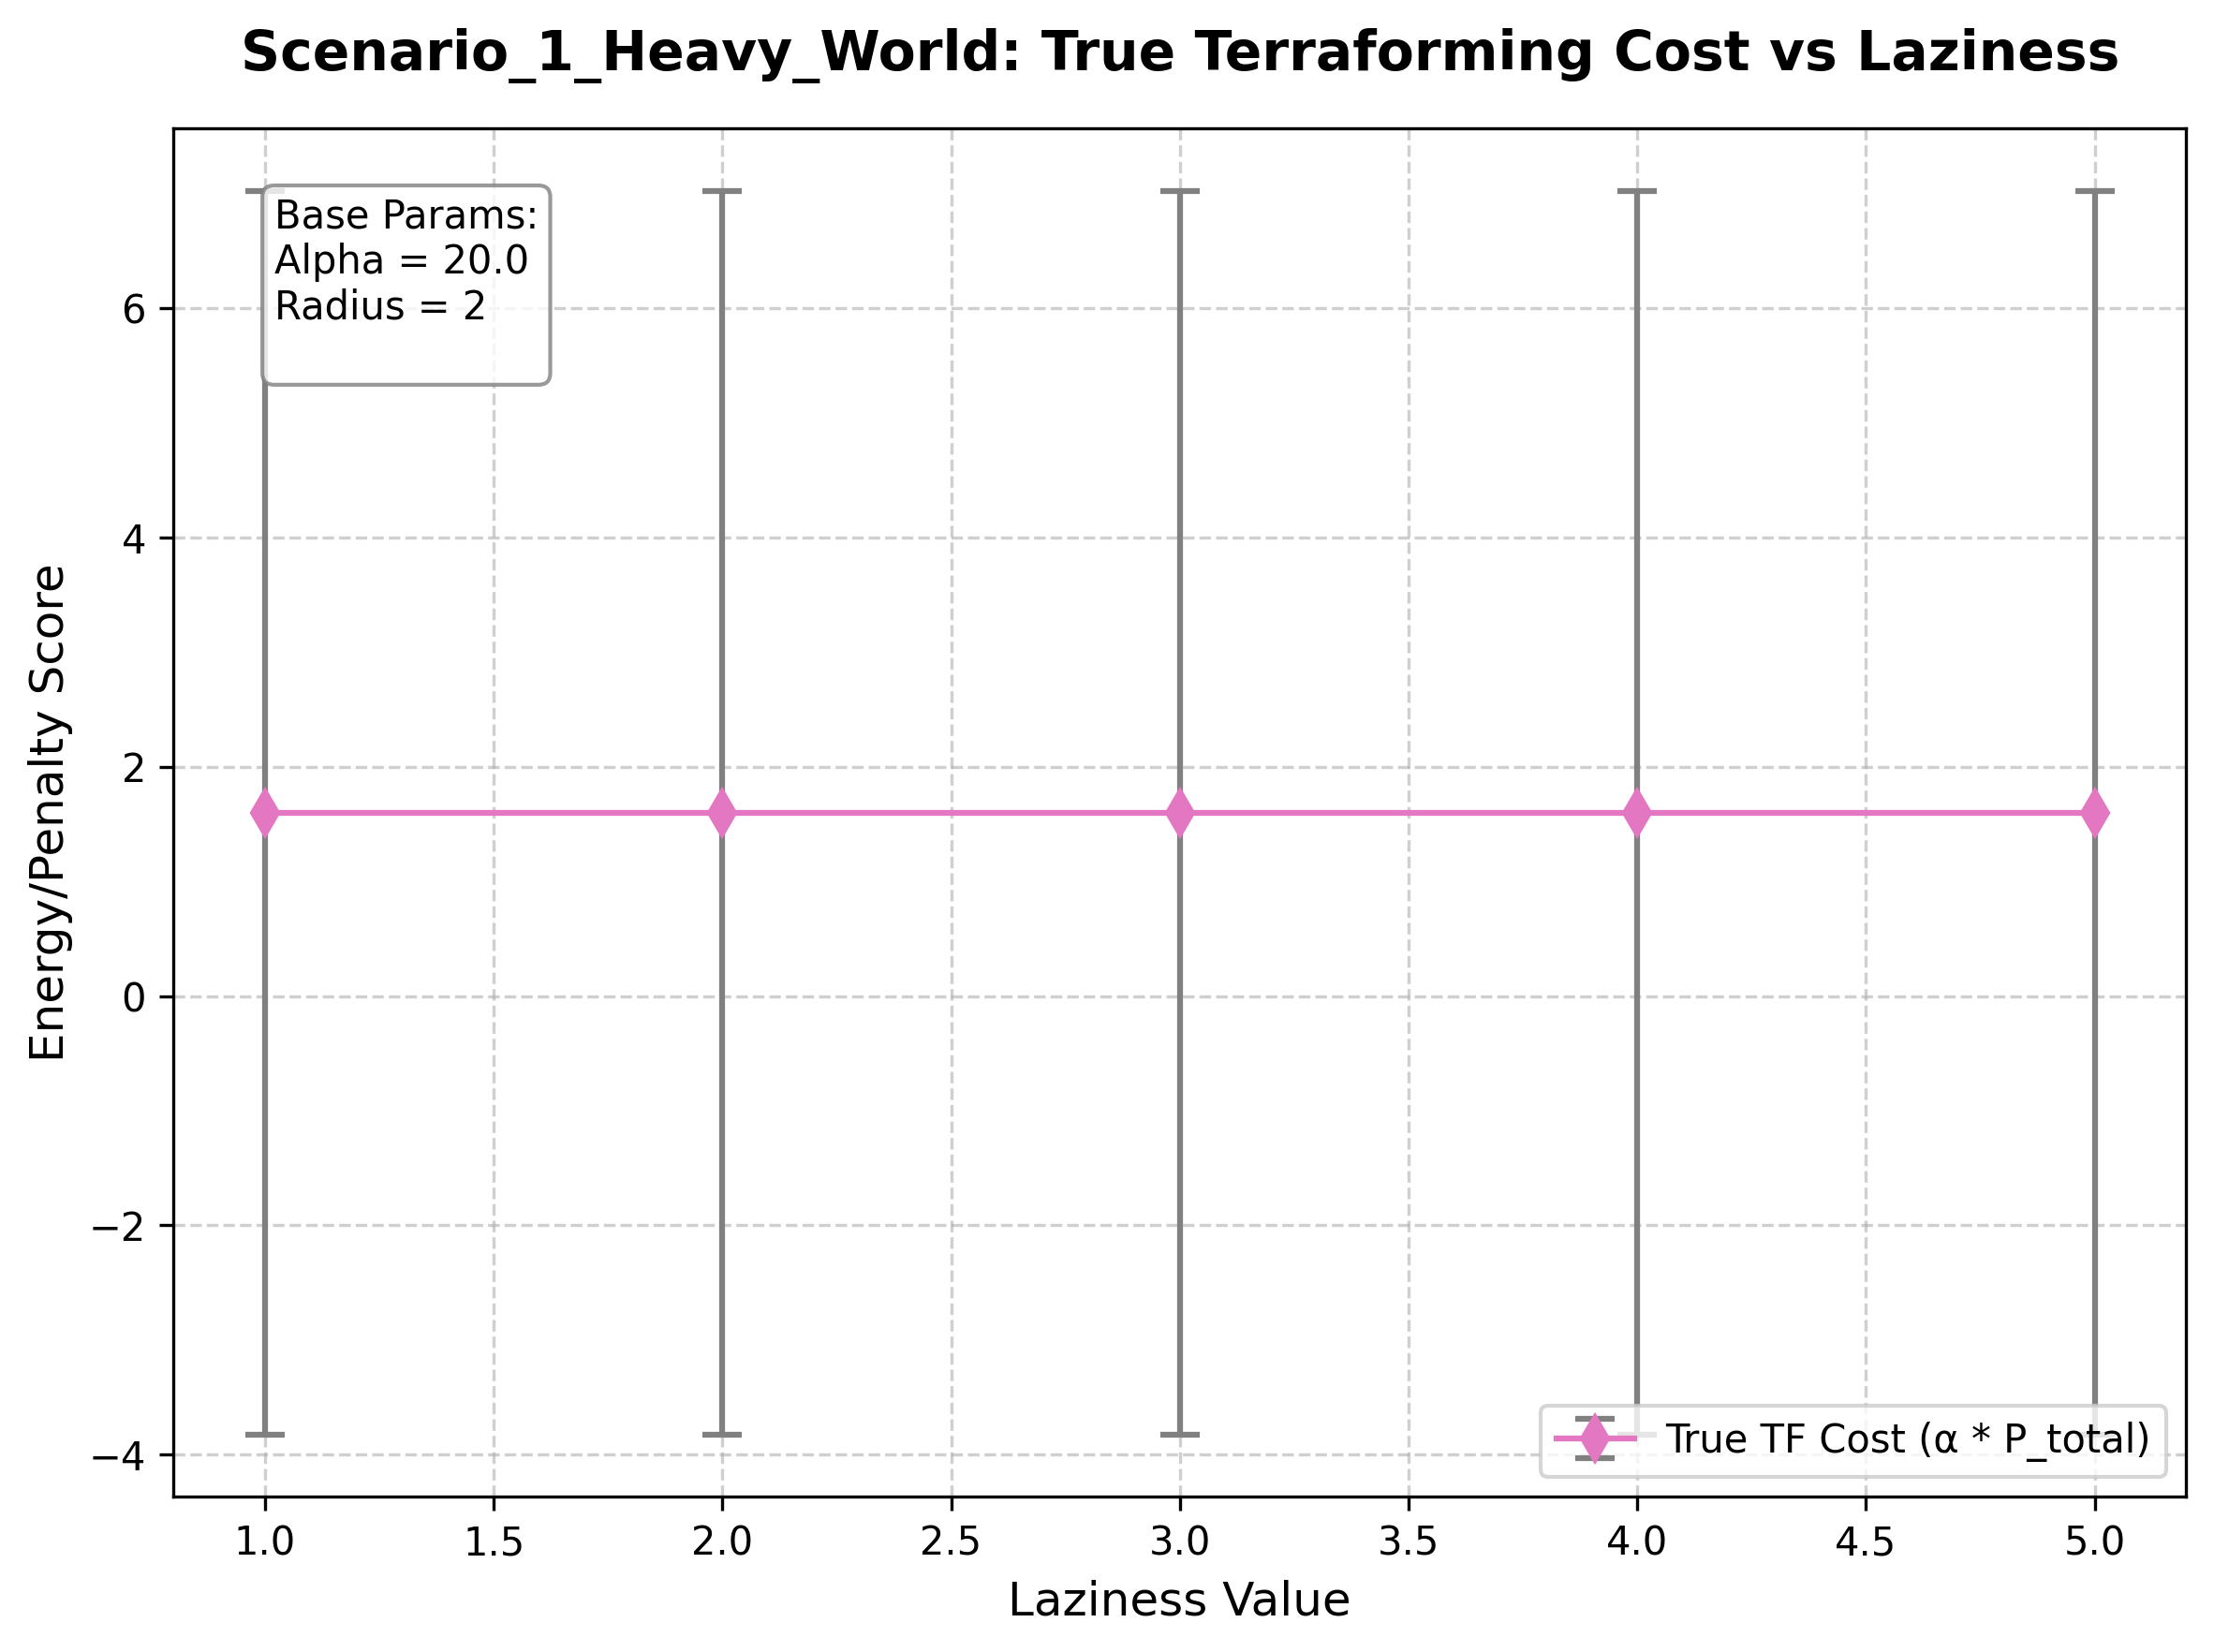 Scenario_1_Heavy_World: True Terraforming Cost vs Laziness
Base Params:
Alpha = 20.0
Radius = 2
Energy/Penalty Score
6
4
2
0
−2
−4
True TF Cost (α * P_total)
1.0 1.5 2.0 2.5 3.0 3.5 4.0 4.5 5.0
Laziness Value